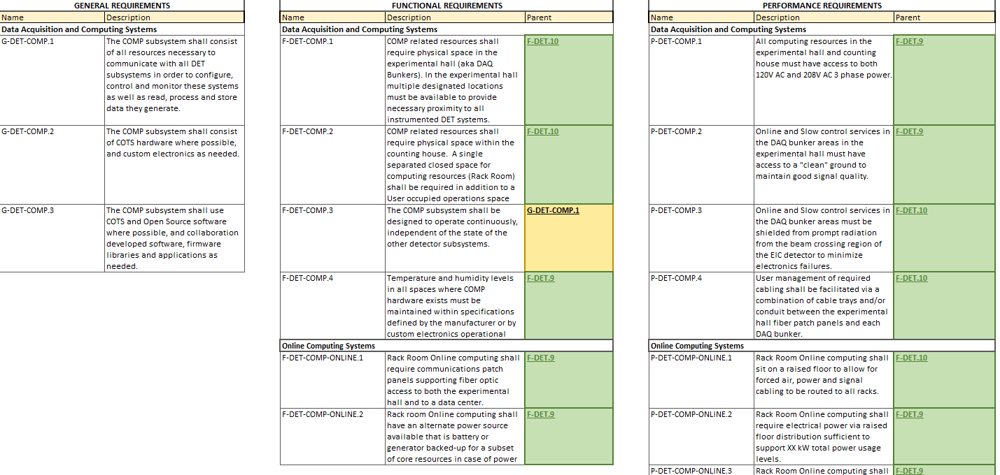 GENERAL REQUIREMENTS
Name Description
Data Acquisition and Computing Systems
G-DET-COMP.1
The COMP subsystem shall consist
of all resources necessary to
communicate with all DET
subsystems in order to configure,
control and monitor these systems
as well as read, process and store
data they generate.
G-DET-COMP.2
The COMP subsystem shall consist
of COTS hardware where possible,
and custom electronics as needed.
G-DET-COMP.3
The COMP subsystem shall use
COTS and Open Source software
where possible, and collaboration
developed software, firmware
libraries and applications as
needed.
FUNCTIONAL REQUIREMENTS
Name Description Parent
Data Acquisition and Computing Systems
F-DET-COMP.1
COMP related resources shall
require physical space in the
experimental hall (aka DAQ
Bunkers). In the experimental hall
multiple designated locations
must be available to provide
necessary proximity to all
instrumented DET systems.
F-DET.10
F-DET-COMP.2
COMP related resources shall
require physical space within the
counting house.  A single
separated closed space for
computing resources (Rack Room)
shall be required in addition to a
User occupied operations space
F-DET.10
F-DET-COMP.3
The COMP subsystem shall be
designed to operate continuously,
independent of the state of the
other detector subsystems.
G-DET-COMP.1
F-DET-COMP.4
Temperature and humidity levels
in all spaces where COMP
hardware exists must be
maintained within specifications
defined by the manufacturer or by
custom electronics operational
F-DET.9
Online Computing Systems
F-DET-COMP-ONLINE.1
Rack Room Online computing shall
require communications patch
panels supporting fiber optic
access to both the experimental
hall and to a data center.
F-DET.9
F-DET-COMP-ONLINE.2
Rack room Online computing shall
have an alternate power source
available that is battery or
generator backed-up for a subset
of core resources in case of power
F-DET.9
PERFORMANCE REQUIREMENTS
Name Description Parent
Data Acquisition and Computing Systems
P-DET-COMP.1
All computing resources in the
experimental hall and counting
house must have access to both
120V AC and 208V AC 3 phase power.
F-DET.9
P-DET-COMP.2
Online and Slow control services in
the DAQ bunker areas in the
experimental hall must have
access to a "clean" ground to
maintain good signal quality.
F-DET.9
P-DET-COMP.3
Online and Slow control services in
the DAQ bunker areas must be
shielded from prompt radiation
from the beam crossing region of
the EIC detector to minimize
electronics failures.
F-DET.10
P-DET-COMP.4
User management of required
cabling shall be facilitated via a
combination of cable trays and/or
conduit between the experimental
hall fiber patch panels and each
DAQ bunker.
F-DET.10
Online Computing Systems
P-DET-COMP-ONLINE.1
Rack Room Online computing shall
sit on a raised floor to allow for
forced air, power and signal
cabling to be routed to all racks.
F-DET.10
P-DET-COMP-ONLINE.2
Rack Room Online computing shall
require electrical power via raised
floor distribution sufficient to
support XX kW total power usage
levels.
F-DET.9
P-DET-COMP-ONLINE.3
Rack Room Online computing shall
F-DET.9